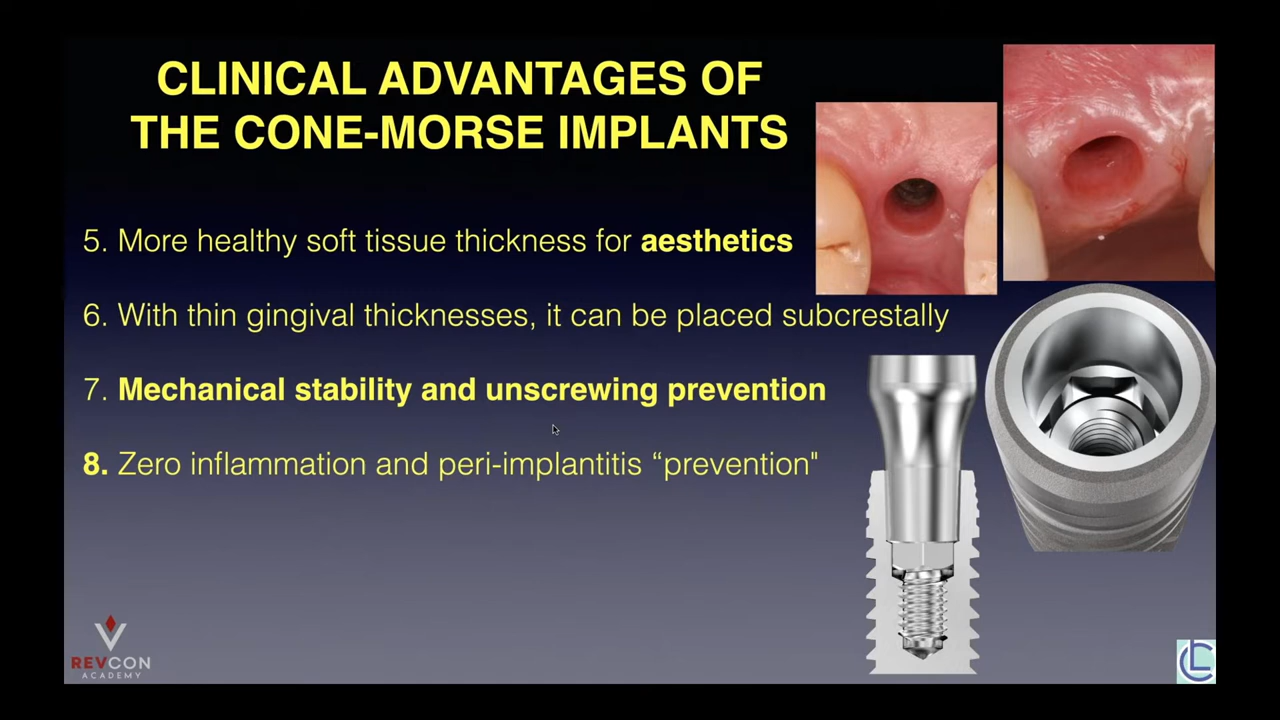 CLINICAL ADVANTAGES OF
THE CONE-MORSE IMPLANTS
5. More healthy soft tissue thickness for aesthetics
6. With thin gingival thicknesses, it can be placed subcrestally
7. Mechanical stability and unscrewing prevention
8. Zero inflammation and peri-implantitis “prevention"
REVCON
ACADEMY